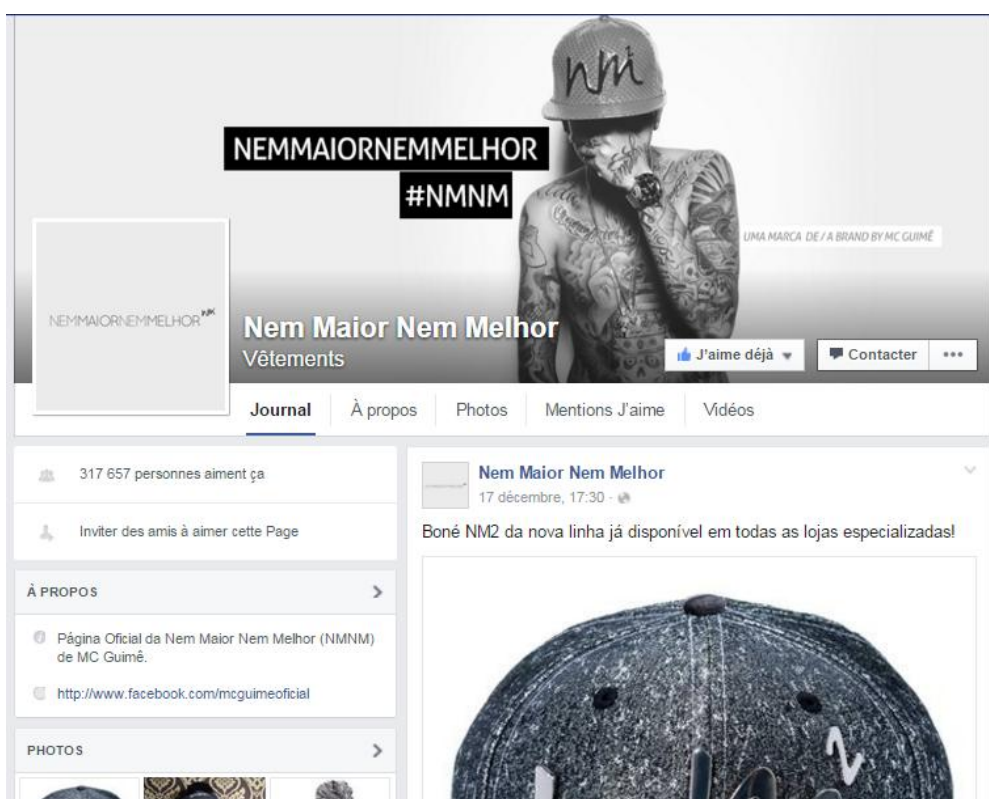 nm
NEMMAIORNEMMELHOR
#NMNM
UMA MARCA DE / A BRAND BY MC GUIMÊ
NEMMAIORNEMMELHOR NM
Nem Maior Nem Melhor
Vêtements
J'aime déjà
Contacter
Journal
À propos
Photos
Mentions J'aime
Vidéos
317 657 personnes aiment ça
Inviter des amis à aimer cette Page
À PROPOS
Página Oficial da Nem Maior Nem Melhor (NMNM)
de MC Guimê.
http://www.facebook.com/mcguimeoficial
PHOTOS
Nem Maior Nem Melhor
17 décembre, 17:30
Boné NM2 da nova linha já disponível em todas as lojas especializadas!
2